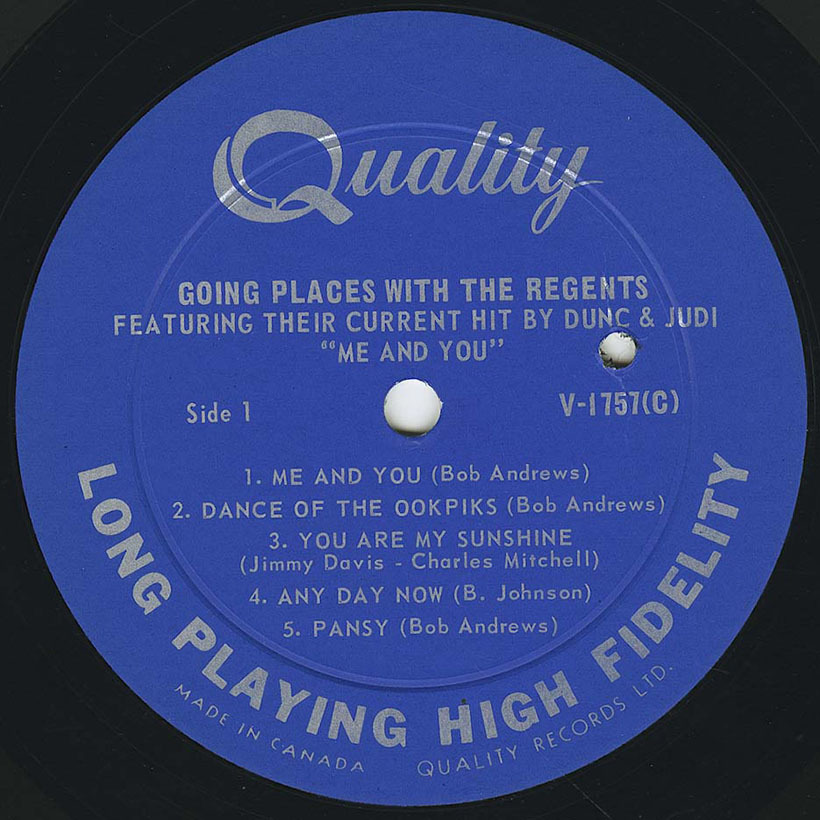 Quality
GOING PLACES WITH THE REGENTS
FEATURING THEIR CURRENT HIT BY DUNC & JUDI
“ME AND YOU”
Side 1
V-1757(C)
1. ME AND YOU (Bob Andrews)
2. DANCE OF THE OOKPIKS (Bob Andrews)
3. YOU ARE MY SUNSHINE
(Jimmy Davis - Charles Mitchell)
4. ANY DAY NOW (B. Johnson)
5. PANSY (Bob Andrews)
LONG PLAYING HIGH FIDELITY
MADE IN CANADA
QUALITY RECORDS LTD.